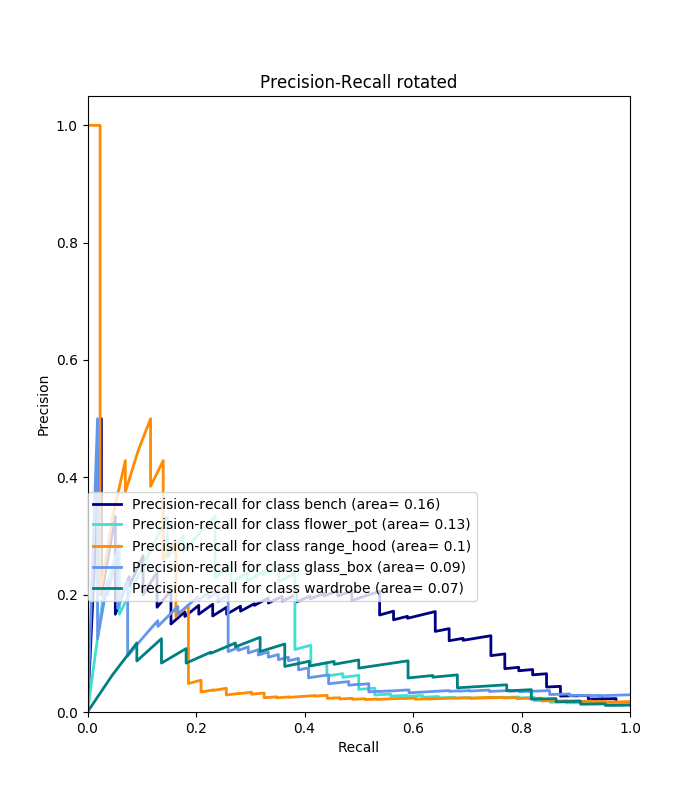 Precision-Recall rotated
1.0
0.8
0.6
0.4
0.2
0.0
Precision
Precision-recall for class bench (area= 0.16)
Precision-recall for class flower_pot (area= 0.13)
Precision-recall for class range_hood (area= 0.1)
Precision-recall for class glass_box (area= 0.09)
Precision-recall for class wardrobe (area= 0.07)
0.0 0.2 0.4 0.6 0.8 1.0
Recall